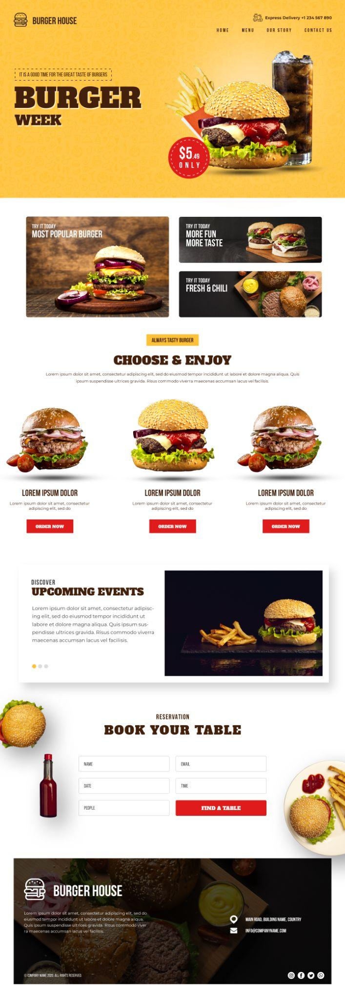 BURGER HOUSE
Express Delivery +1 234 567 890
HOME MENU OUR STORY CONTACT US
IT IS A GOOD TIME FOR THE GREAT TASTE OF BURGERS
BURGER
WEEK
$5.49
ONLY
TRY IT TODAY
MOST POPULAR BURGER
TRY IT TODAY
MORE FUN
MORE TASTE
TRY IT TODAY
FRESH & CHILI
ALWAYS TASTY BURGER
CHOOSE & ENJOY
Lorem ipsum dolor sit amet, consectetur adipiscing elit, sed do eiusmod tempor incididunt ut labore et dolore magna aliqua. Quis
ipsum suspendisse ultrices gravida. Risus commodo viverra maecenas accumsan lacus vel facilisis.
LOREM IPSUM DOLOR
Lorem ipsum dolor sit amet, consectetur
adipiscing elit, sed do
ORDER NOW
LOREM IPSUM DOLOR
Lorem ipsum dolor sit amet, consectetur
adipiscing elit, sed do
ORDER NOW
LOREM IPSUM DOLOR
Lorem ipsum dolor sit amet, consectetur
adipiscing elit, sed do
ORDER NOW
DISCOVER
UPCOMING EVENTS
Lorem ipsum dolor sit amet, consectetur adipisc-
ing elit, sed do eiusmod tempor incididunt ut
labore et dolore magna aliqua. Quis ipsum sus-
pendisse ultrices gravida. Risus commodo viverra
maecenas accumsan lacus vel facilisis.
RESERVATION
BOOK YOUR TABLE
NAME
EMAIL
DATE
TIME
PEOPLE
FIND A TABLE
BURGER HOUSE
Lorem ipsum dolor sit amet, consectetur adipiscing elit, sed do
eiusmod tempor incididunt ut labore et dolore magna aliqua.
Quis ipsum suspendisse ultrices gravida. Risus commodo viver
ra maecenas accumsan lacus vel facilisis.
MAIN ROAD, BUILDING NAME, COUNTRY
INFO@COMPANYNAME.COM
© COMPANY NAME 2020. ALL RIGHTS RESERVED.